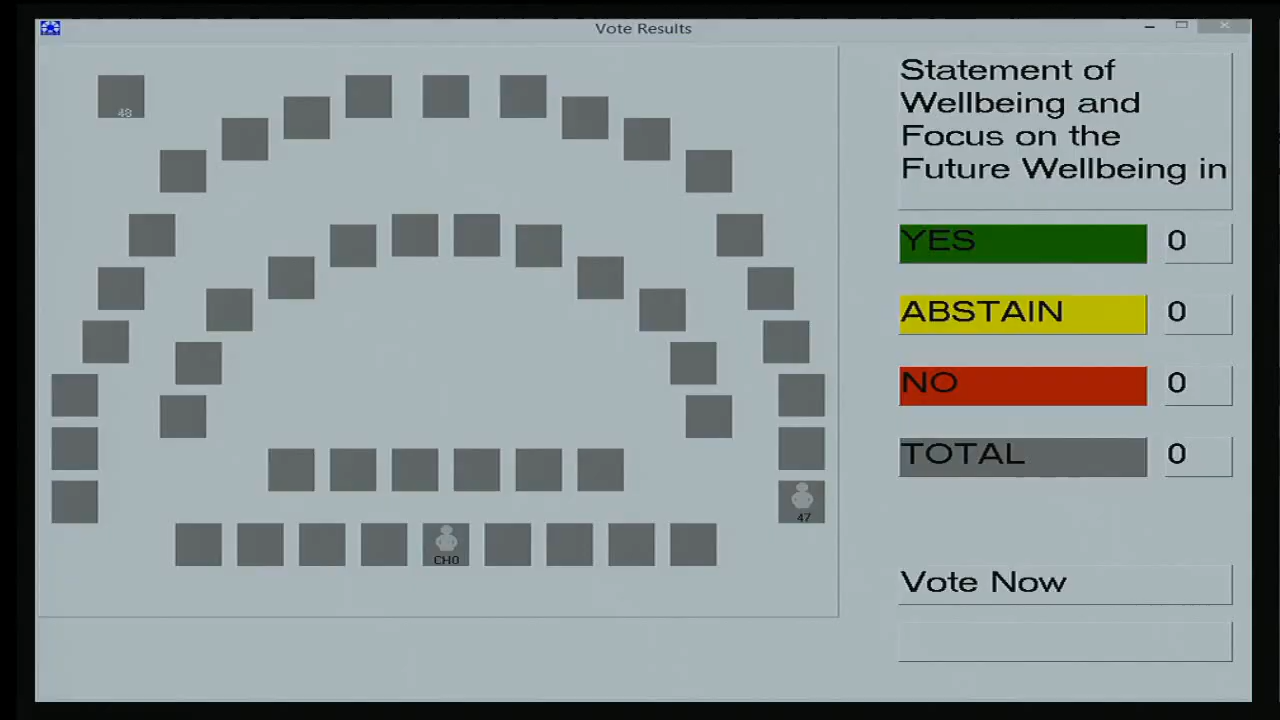 Vote Results
48
Statement of
Wellbeing and
Focus on the
Future Wellbeing in
YES 0
ABSTAIN 0
NO 0
TOTAL 0
47
CH0
Vote Now